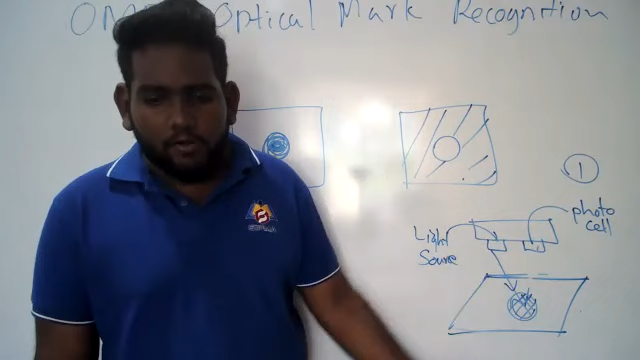 OMR Optical Mark Recognition
1
photo
cell
Light
Source